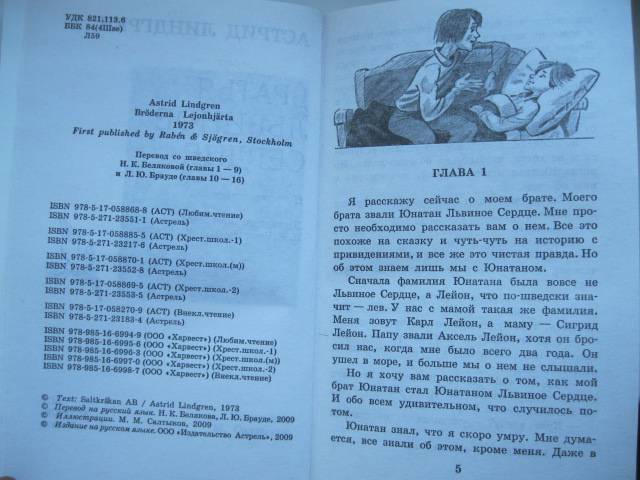 УДК 821.113.6
ББК 84(4Шве)
Л59
Astrid Lindgren
Bröderna Lejonhjärta
1973
First published by Rabén & Sjögren, Stockholm
Перевод со шведского
Н. К. Беляковой (главы 1 — 9)
и Л. Ю. Брауде (главы 10 — 16)
ISBN 978-5-17-058868-8 (АСТ) (Любим.чтение)
ISBN 978-5-271-23551-1 (Астрель)
ISBN 978-5-17-058885-5 (АСТ) (Хрест.школ.-1)
ISBN 978-5-271-23217-6 (Астрель)
ISBN 978-5-17-058870-1 (АСТ) (Хрест.школ.(м))
ISBN 978-5-271-23552-8 (Астрель)
ISBN 978-5-17-058869-5 (АСТ) (Хрест.школ.-2)
ISBN 978-5-271-23553-5 (Астрель)
ISBN 978-5-17-058270-9 (АСТ) (Внекл.чтение)
ISBN 978-5-271-23183-4 (Астрель)
ISBN 978-985-16-6994-9 (ООО «Харвест») (Любим.чтение)
ISBN 978-985-16-6995-6 (ООО «Харвест») (Хрест.школ.-1)
ISBN 978-985-16-6996-3 (ООО «Харвест») (Хрест.школ.(м))
ISBN 978-985-16-6997-0 (ООО «Харвест») (Хрест.школ.-2)
ISBN 978-985-16-6998-7 (ООО «Харвест») (Внекл.чтение)
© Text: Saltkråkan AB / Astrid Lindgren, 1973
© Перевод на русский язык. Н. К. Белякова, Л. Ю. Брауде, 2009
© Иллюстрации. М. М. Салтыков, 2009
© Издание на русском языке. ООО «Издательство Астрель», 2009
ГЛАВА 1
Я расскажу сейчас о моем брате. Моего
брата звали Юнатан Львиное Сердце. Мне про-
сто необходимо рассказать вам о нем. Все это
похоже на сказку и чуть-чуть на историю с
привидениями, и все же это чистая правда. Но
об этом знаем лишь мы с Юнатаном.
Сначала фамилия Юнатана была вовсе не
Львиное Сердце, а Лейон, что по-шведски зна-
чит — лев. У нас с мамой такая же фамилия.
Меня зовут Карл Лейон, а маму — Сигрид
Лейон. Папу звали Аксель Лейон, хотя он бро-
сил нас, когда мне было всего два года. Он
ушел в море, и больше мы о нем не слышали.
Но я хочу вам рассказать о том, как мой
брат Юнатан стал Юнатаном Львиное Сердце.
И обо всем удивительном, что случилось по-
том.
Юнатан знал, что я скоро умру. Мне дума-
ется, все знали об этом, кроме меня. Даже в
5